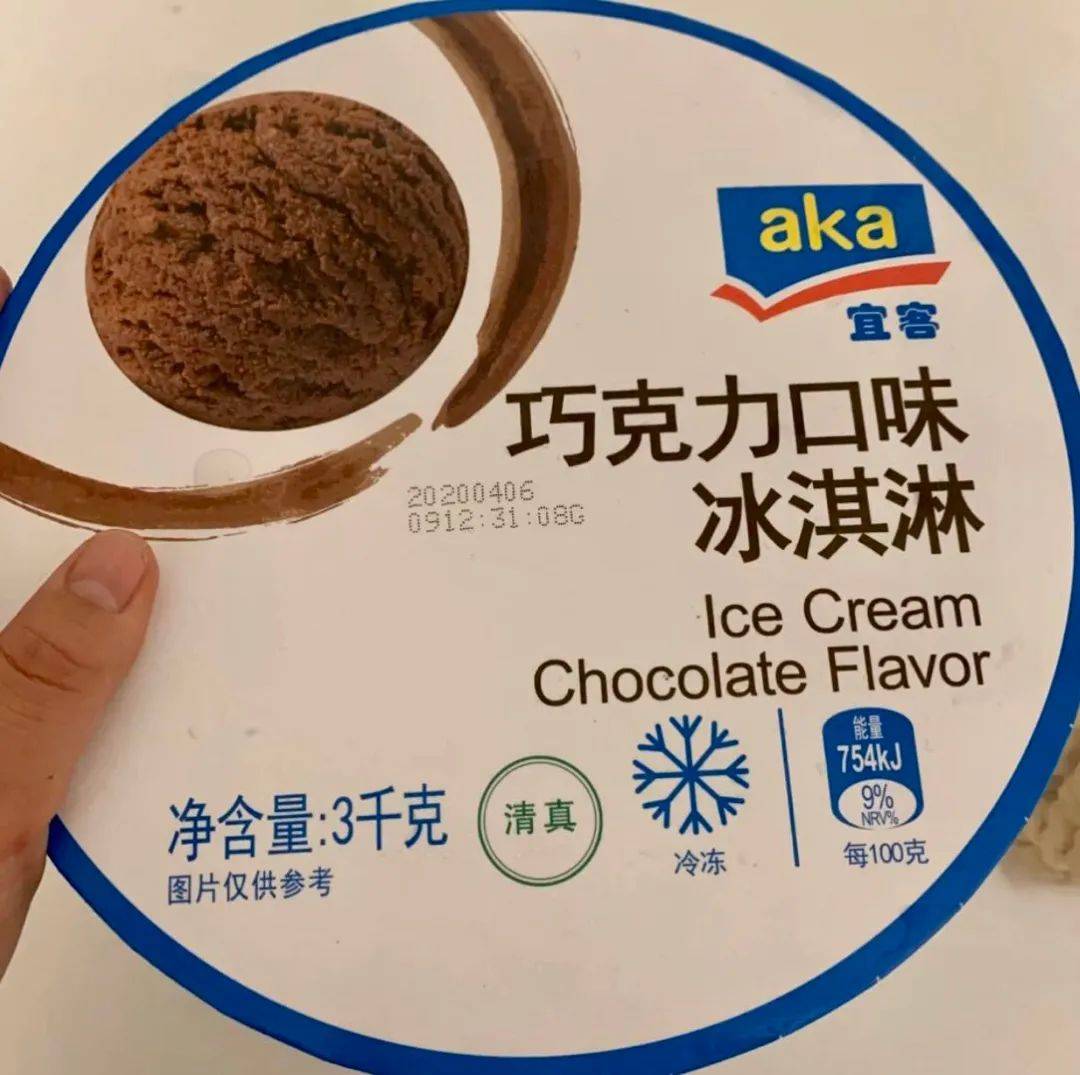 aka
宜客
巧克力口味
冰淇淋
20200406
0912:31:08G
Ice Cream
Chocolate Flavor
净含量:3千克
图片仅供参考
清真
冷冻
能量
754kJ
9%
NRV%
每100克